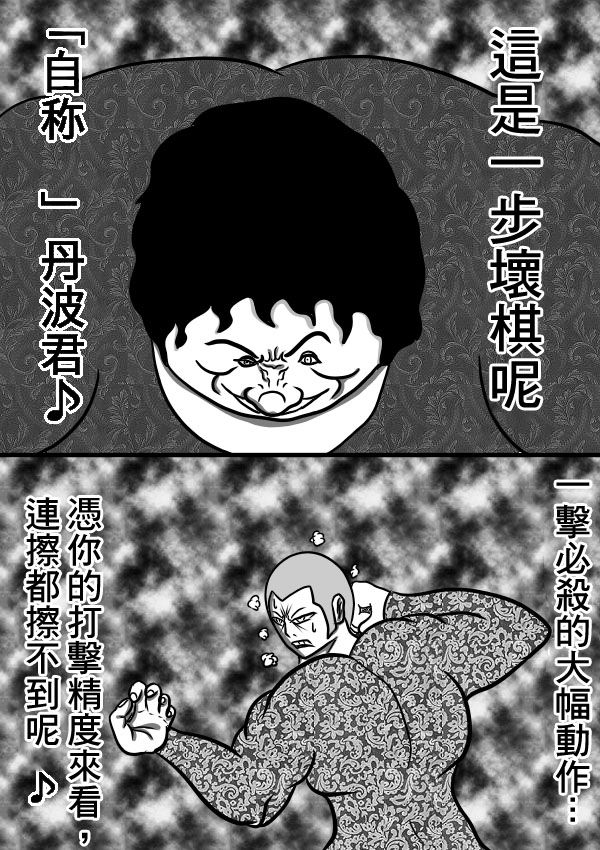 這是一步壞棋呢
「自称　」丹波君♪
一擊必殺的大幅動作…
憑你的打擊精度來看，
連擦都擦不到呢♪